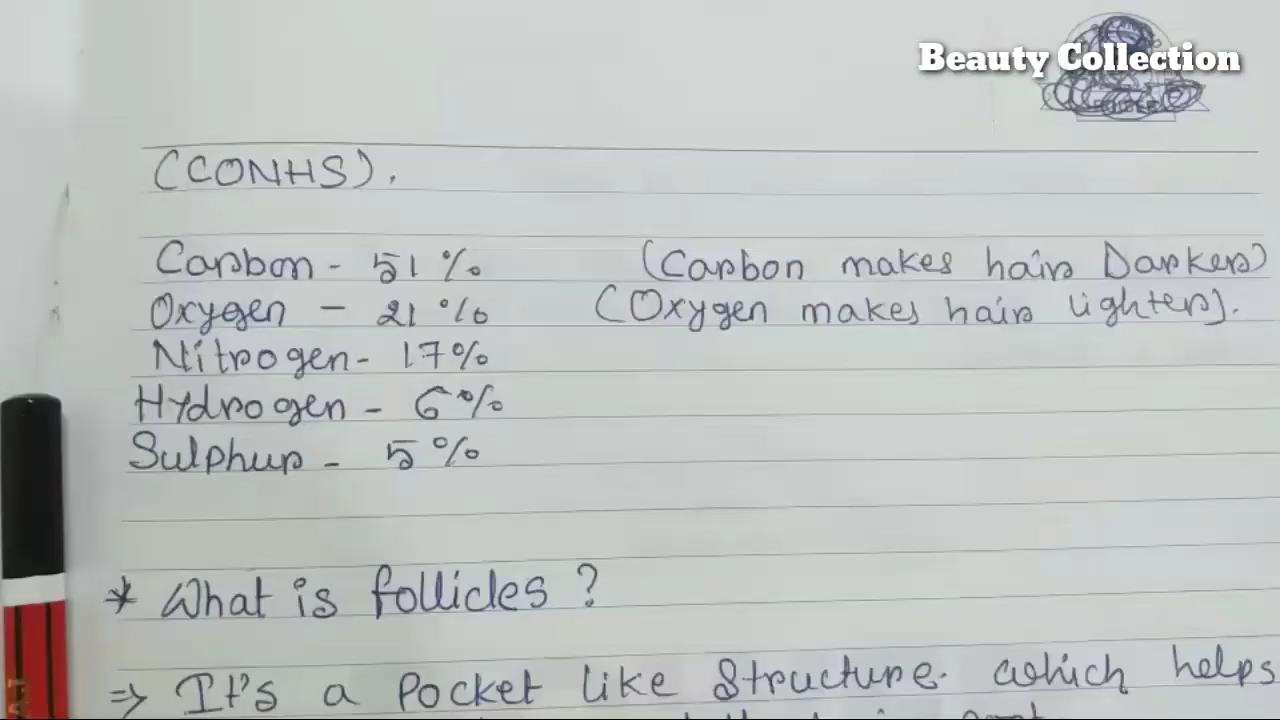 Beauty Collection
(CONHS).
Carbon - 51 % (Carbon makes hair Darker)
Oxygen - 21 % (Oxygen makes hair lighter).
Nitrogen - 17%
Hydrogen - 6%
Sulphur - 5%
* What is follicles ?
⇒ It's a Pocket like Structure. which helps